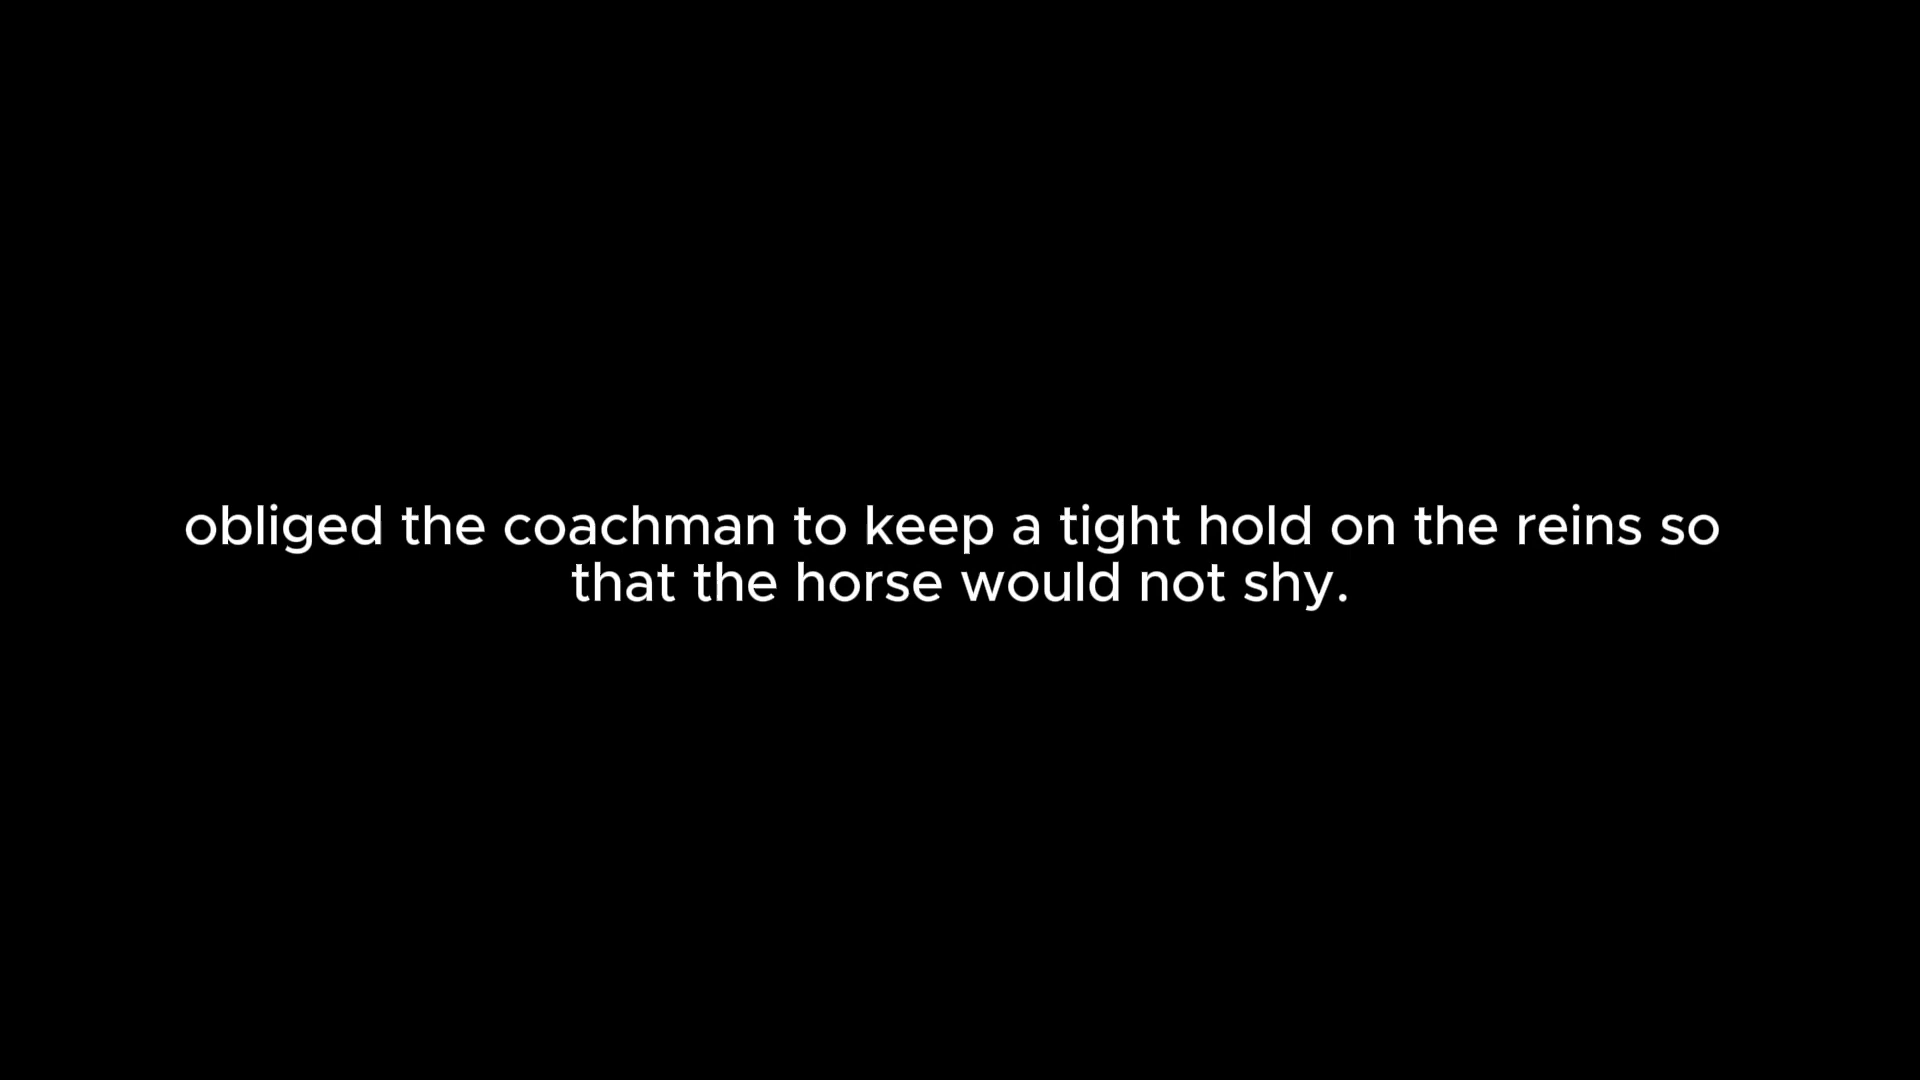 obliged the coachman to keep a tight hold on the reins so
that the horse would not shy.